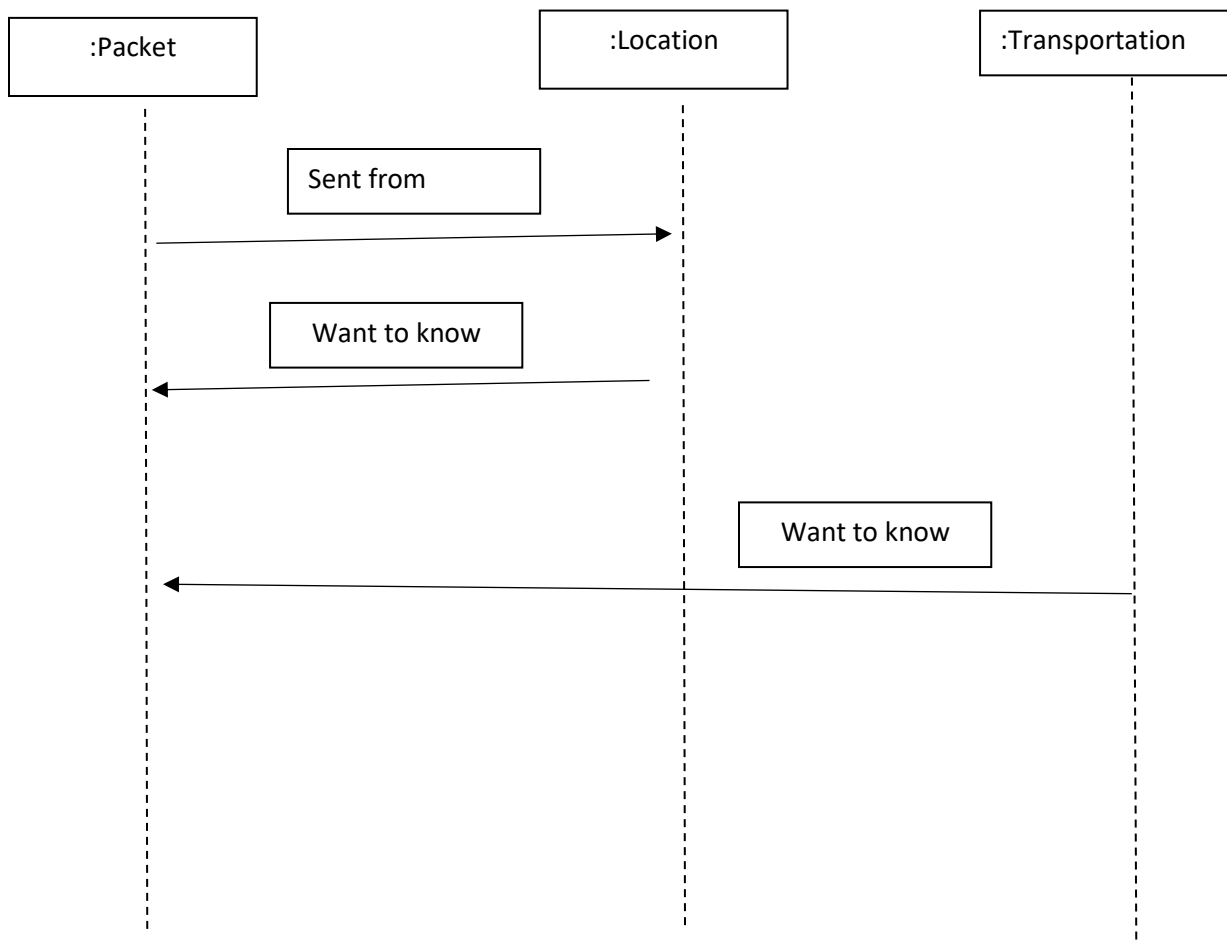 :Packet
:Location
:Transportation
Sent from
Want to know
Want to know